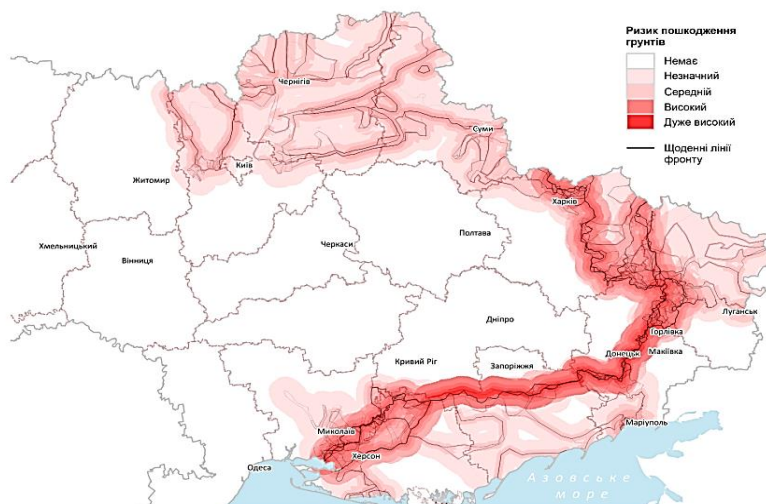 Ризик пошкодження
грунтів
Немає
Незначний
Середній
Високий
Дуже високий
Щоденні лінії
фронту
Чернігів
Суми
Київ
Житомир
Харків
Хмельницький
Вінниця
Черкаси
Полтава
Луганськ
Дніпро
Горлівка
Донецьк
Макіївка
Кривий Ріг
Запоріжжя
Маріуполь
Миколаїв
Херсон
Одеса
Азовське
море